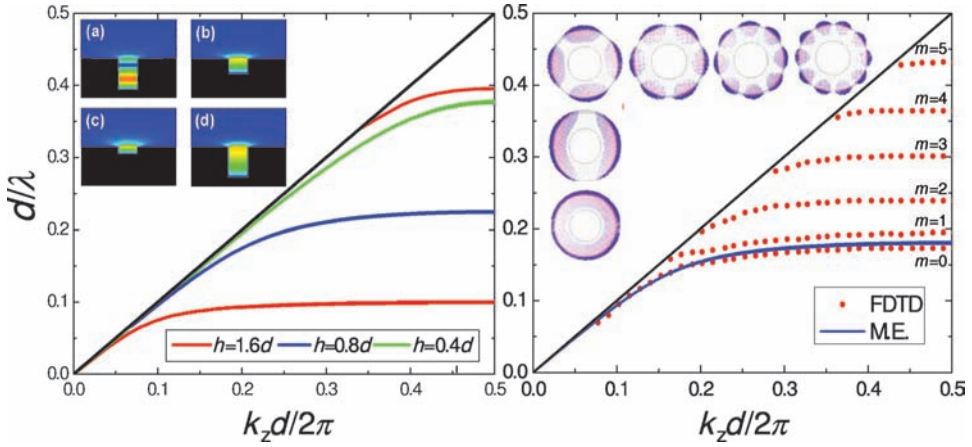 0.5
0.4
0.3
0.2
0.1
0.0
d/λ
(a)
(b)
(c)
(d)
h=1.6d
h=0.8d
h=0.4d
0.0 0.1 0.2 0.3 0.4 0.5
k_z d/2π
0.5
0.4
0.3
0.2
0.1
0.0
m=5
m=4
m=3
m=2
m=1
m=0
FDTD
M.E.
0.0 0.1 0.2 0.3 0.4 0.5
k_z d/2π